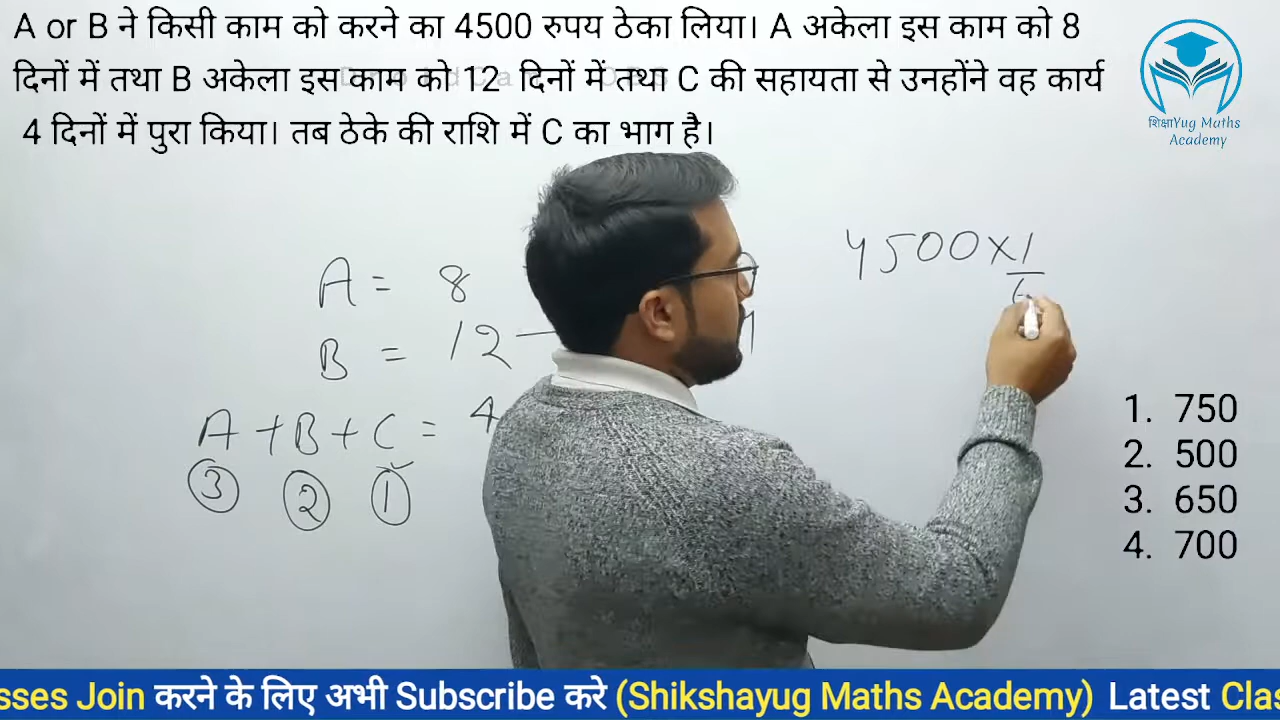 A or B ने किसी काम को करने का 4500 रुपय ठेका लिया। A अकेला इस काम को 8
दिनों में तथा B अकेला इस काम को 12 दिनों में तथा C की सहायता से उनहोंने वह कार्य
4 दिनों में पुरा किया। तब ठेके की राशि में C का भाग है।
शिक्षाYug Maths
Academy
A = 8
B = 12 –
A + B + C = 4
3 2 1
4500 × 1
1. 750
2. 500
3. 650
4. 700
sses Join करने के लिए अभी Subscribe करे (Shikshayug Maths Academy) Latest Clas